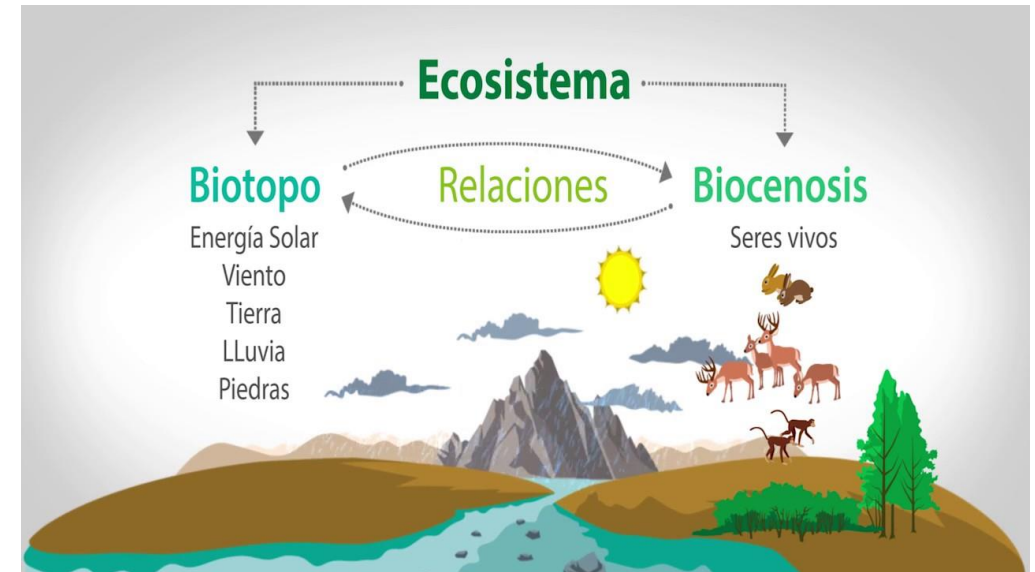 Ecosistema
Biotopo
Relaciones
Biocenosis
Energía Solar
Viento
Tierra
LLuvia
Piedras
Seres vivos